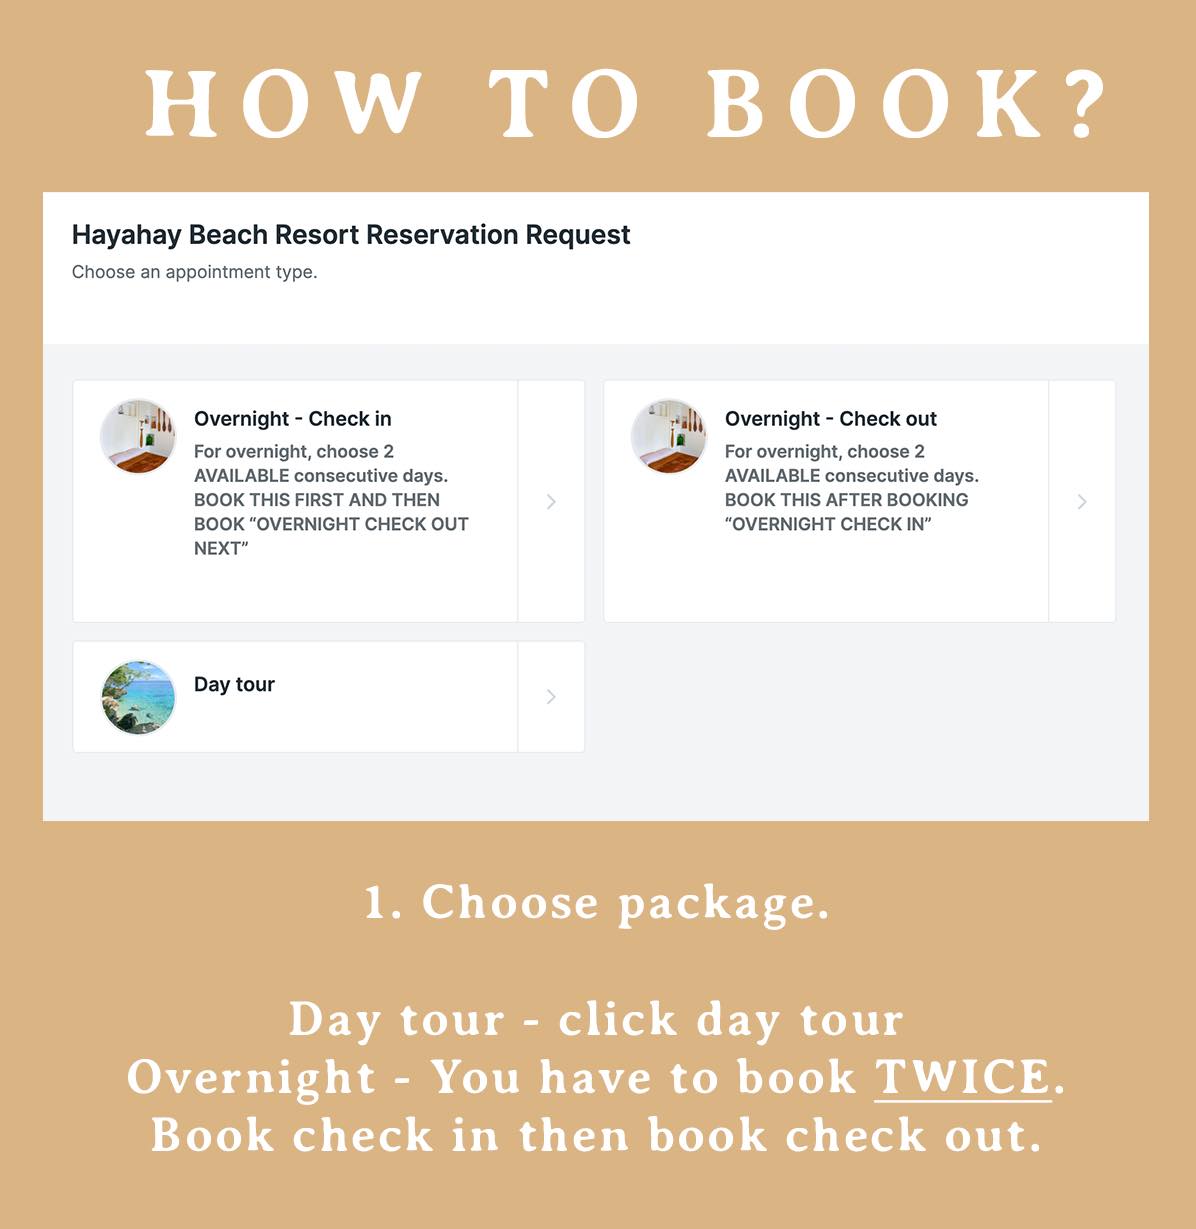 HOW TO BOOK?
Hayahay Beach Resort Reservation Request
Choose an appointment type.
Overnight - Check in
For overnight, choose 2
AVAILABLE consecutive days.
BOOK THIS FIRST AND THEN
BOOK “OVERNIGHT CHECK OUT
NEXT”
Overnight - Check out
For overnight, choose 2
AVAILABLE consecutive days.
BOOK THIS AFTER BOOKING
“OVERNIGHT CHECK IN”
Day tour
1. Choose package.
Day tour - click day tour
Overnight - You have to book TWICE.
Book check in then book check out.